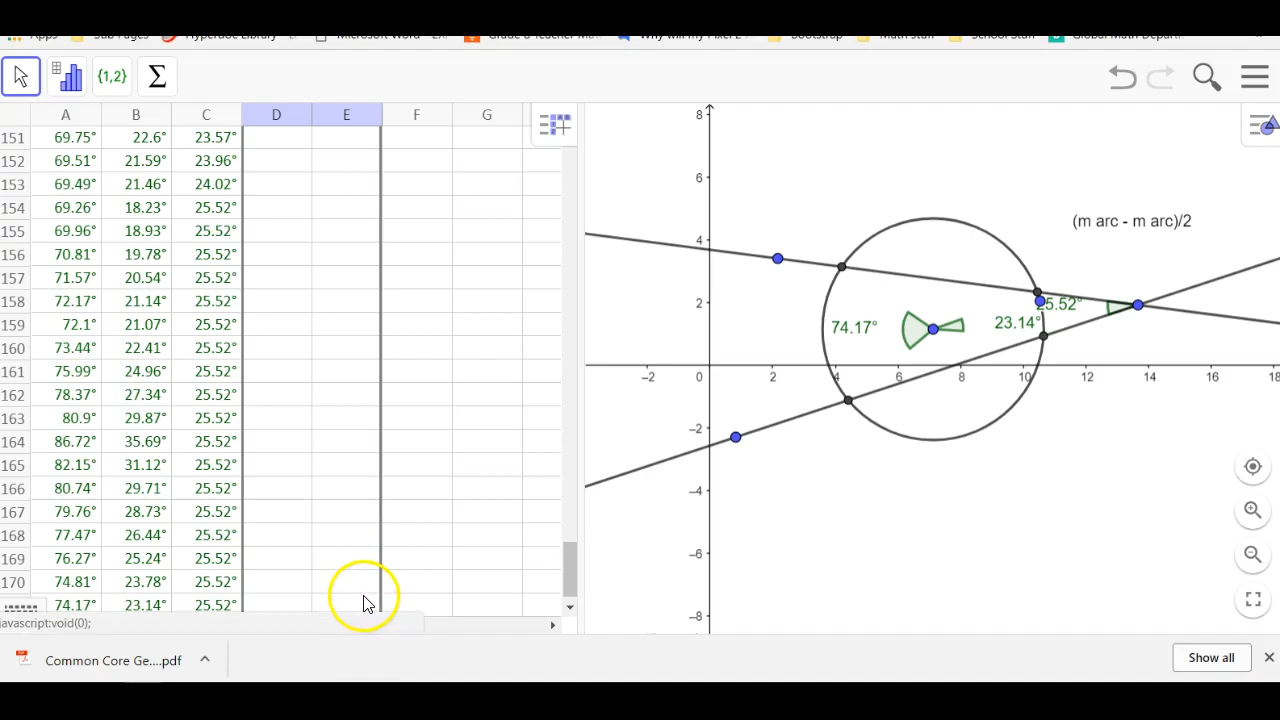 {1,2} Σ
A B C D E F G
151 69.75° 22.6° 23.57°
152 69.51° 21.59° 23.96°
153 69.49° 21.46° 24.02°
154 69.26° 18.23° 25.52°
155 69.96° 18.93° 25.52°
156 70.81° 19.78° 25.52°
157 71.57° 20.54° 25.52°
158 72.17° 21.14° 25.52°
159 72.1° 21.07° 25.52°
160 73.44° 22.41° 25.52°
161 75.99° 24.96° 25.52°
162 78.37° 27.34° 25.52°
163 80.9° 29.87° 25.52°
164 86.72° 35.69° 25.52°
165 82.15° 31.12° 25.52°
166 80.74° 29.71° 25.52°
167 79.76° 28.73° 25.52°
168 77.47° 26.44° 25.52°
169 76.27° 25.24° 25.52°
170 74.81° 23.78° 25.52°
74.17° 23.14° 25.52°
javascript:void(0);
8
6
(m arc - m arc)/2
4
2
25.52°
74.17°
23.14°
–2 0 2 4 6 8 10 12 14 16 18
–2
–4
–6
–8
Common Core Ge....pdf
Show all